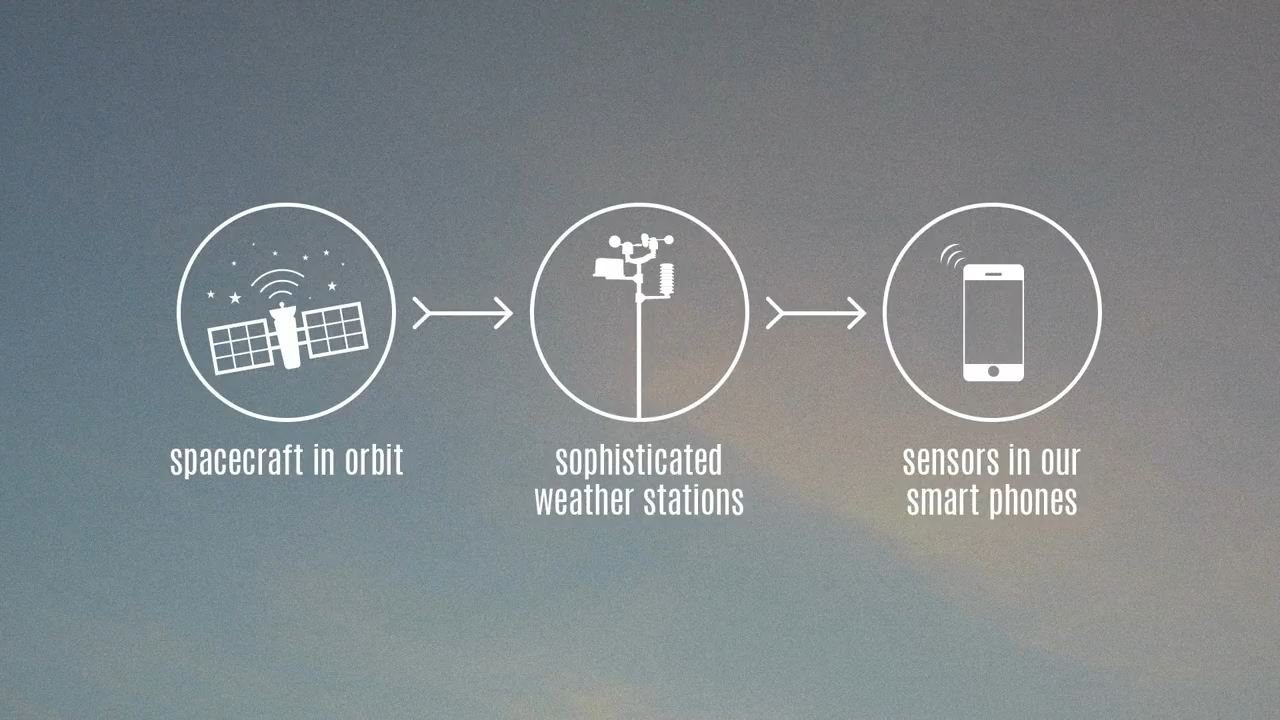 spacecraft in orbit
sophisticated
weather stations
sensors in our
smart phones